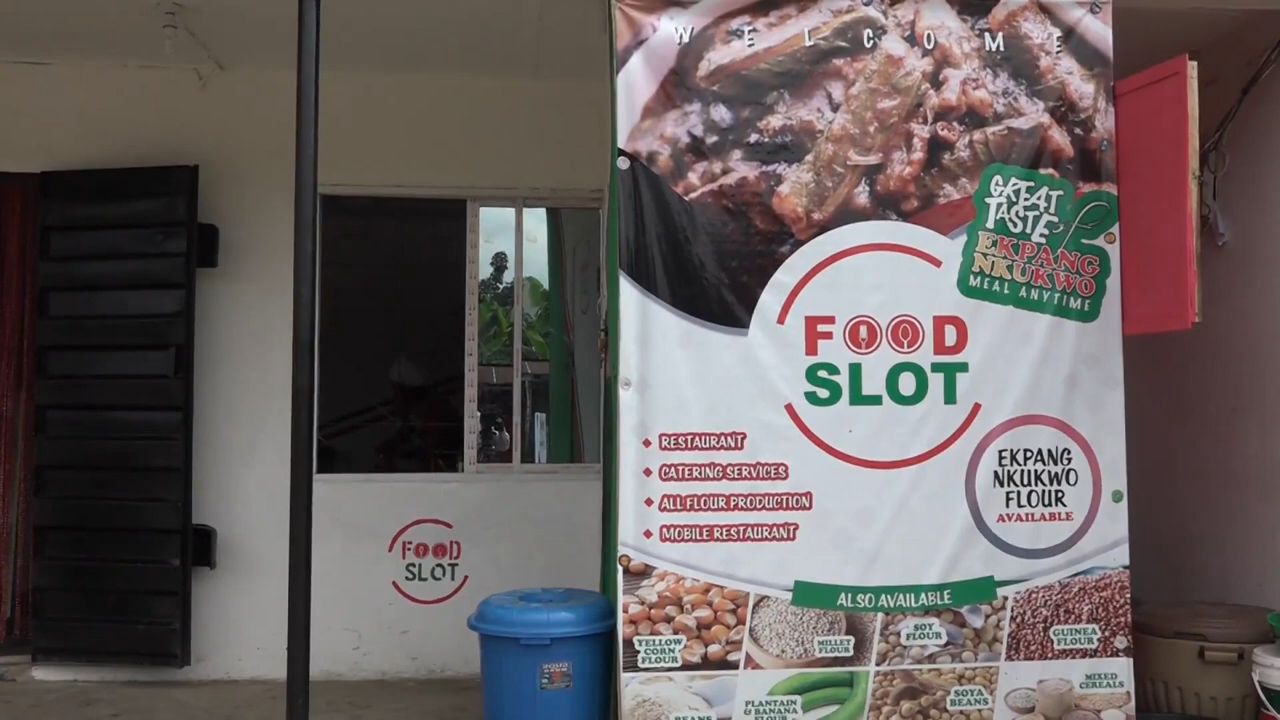 WELCOME
GREAT
TASTE
EKPANG
NKUKWO
MEAL ANYTIME
FOOD
SLOT
RESTAURANT
CATERING SERVICES
ALL FLOUR PRODUCTION
MOBILE RESTAURANT
EKPANG
NKUKWO
FLOUR
AVAILABLE
FOOD
SLOT
ALSO AVAILABLE
YELLOW
CORN
FLOUR
MILLET
FLOUR
SOY
FLOUR
GUINEA
FLOUR
BEANS
PLANTAIN
& BANANA
FLOUR
SOYA
BEANS
MIXED
CEREALS